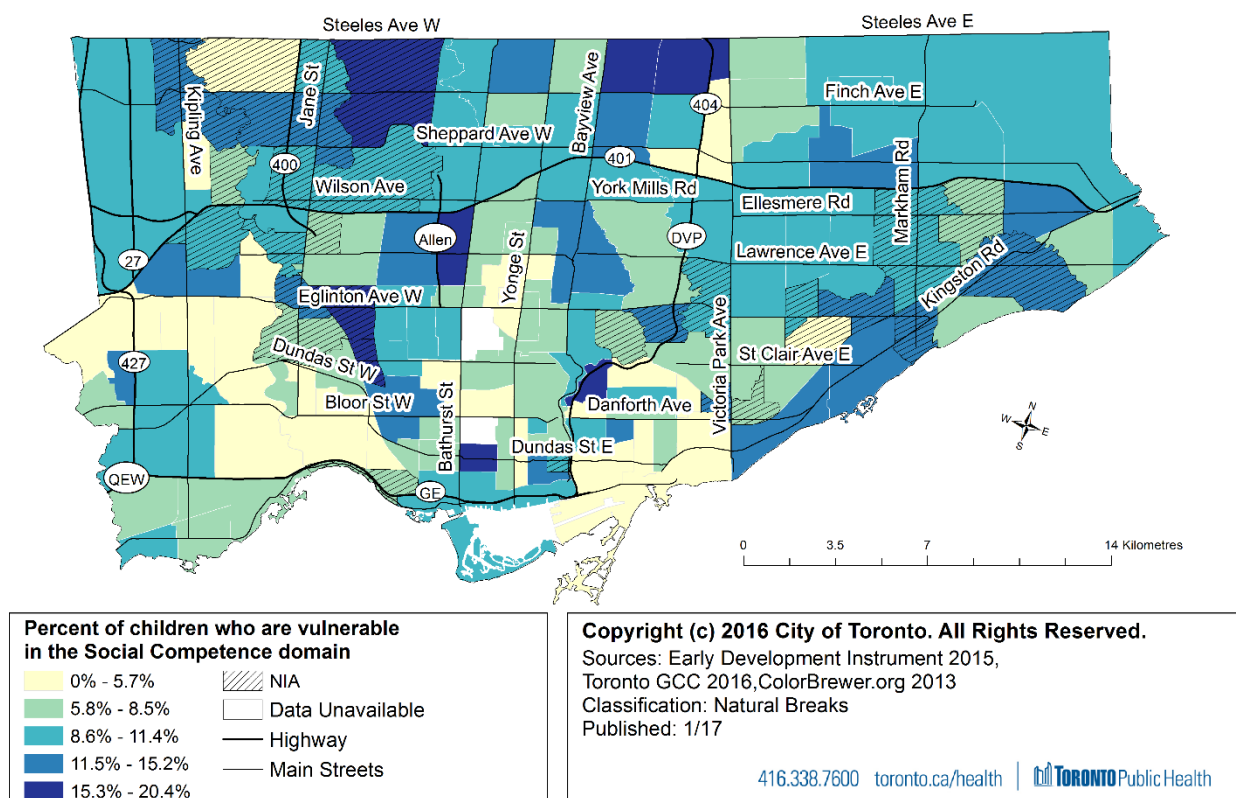 Steeles Ave W
Steeles Ave E
Kipling Ave
Jane St
Bayview Ave
404
Finch Ave E
Sheppard Ave W
400
401
Markham Rd
Wilson Ave
York Mills Rd
Ellesmere Rd
Allen
Yonge St
DVP
Lawrence Ave E
27
Kingston Rd
Eglinton Ave W
Victoria Park Ave
Dundas St W
St Clair Ave E
427
Bloor St W
Bathurst St
Danforth Ave
Dundas St E
QEW
GE
N
W
E
S
0 3.5 7 14 Kilometres
Percent of children who are vulnerable
in the Social Competence domain
0% - 5.7%
5.8% - 8.5%
8.6% - 11.4%
11.5% - 15.2%
15.3% - 20.4%
NIA
Data Unavailable
Highway
Main Streets
Copyright (c) 2016 City of Toronto. All Rights Reserved.
Sources: Early Development Instrument 2015,
Toronto GCC 2016,ColorBrewer.org 2013
Classification: Natural Breaks
Published: 1/17
416.338.7600 toronto.ca/health TORONTO Public Health